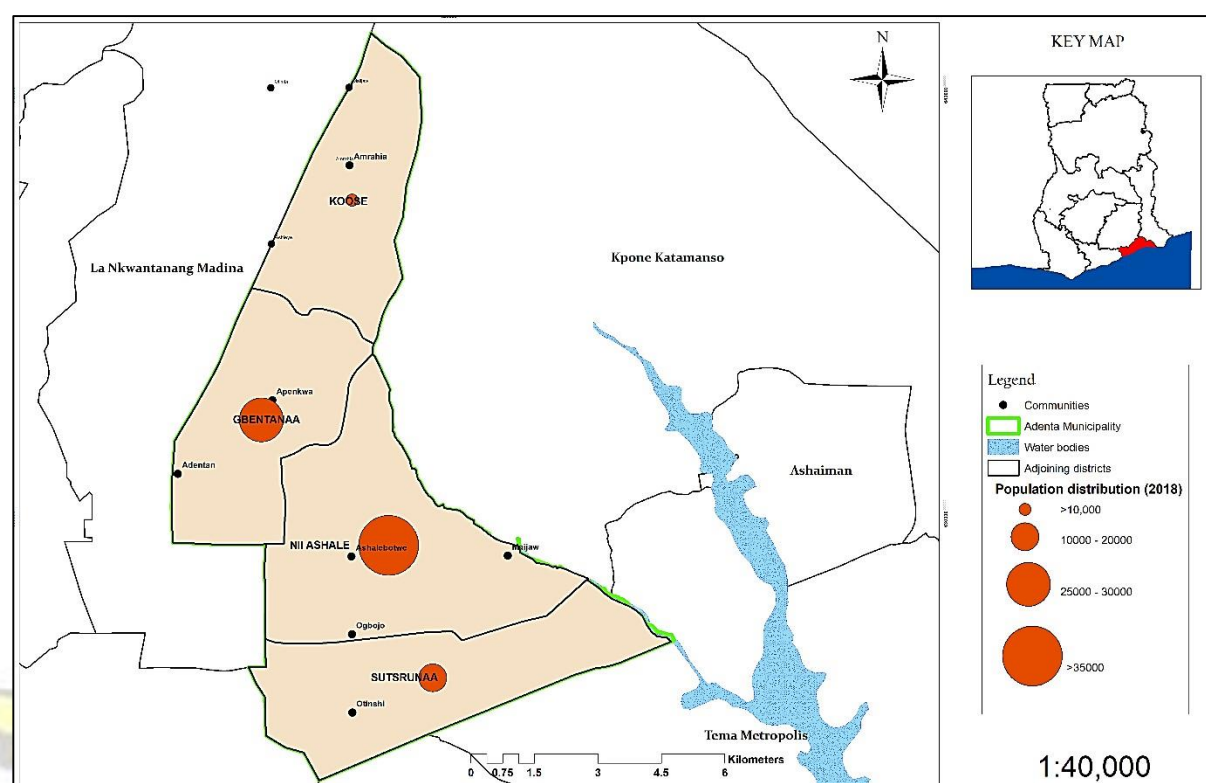 N
Amrahia
KOOSE
La Nkwantanang Madina
Kpone Katamanso
Apenkwa
GBENTANAA
Adentan
Ashaiman
NII ASHALE
Ashalebotwe
Maijaw
Ogbojo
SUTSRUNAA
Otinshi
Tema Metropolis
Kilometers
0 0.75 1.5 3 4.5 6
KEY MAP
Legend
Communities
Adenta Municipality
Water bodies
Adjoining districts
Population distribution (2018)
>10,000
10000 - 20000
25000 - 30000
>35000
1:40,000